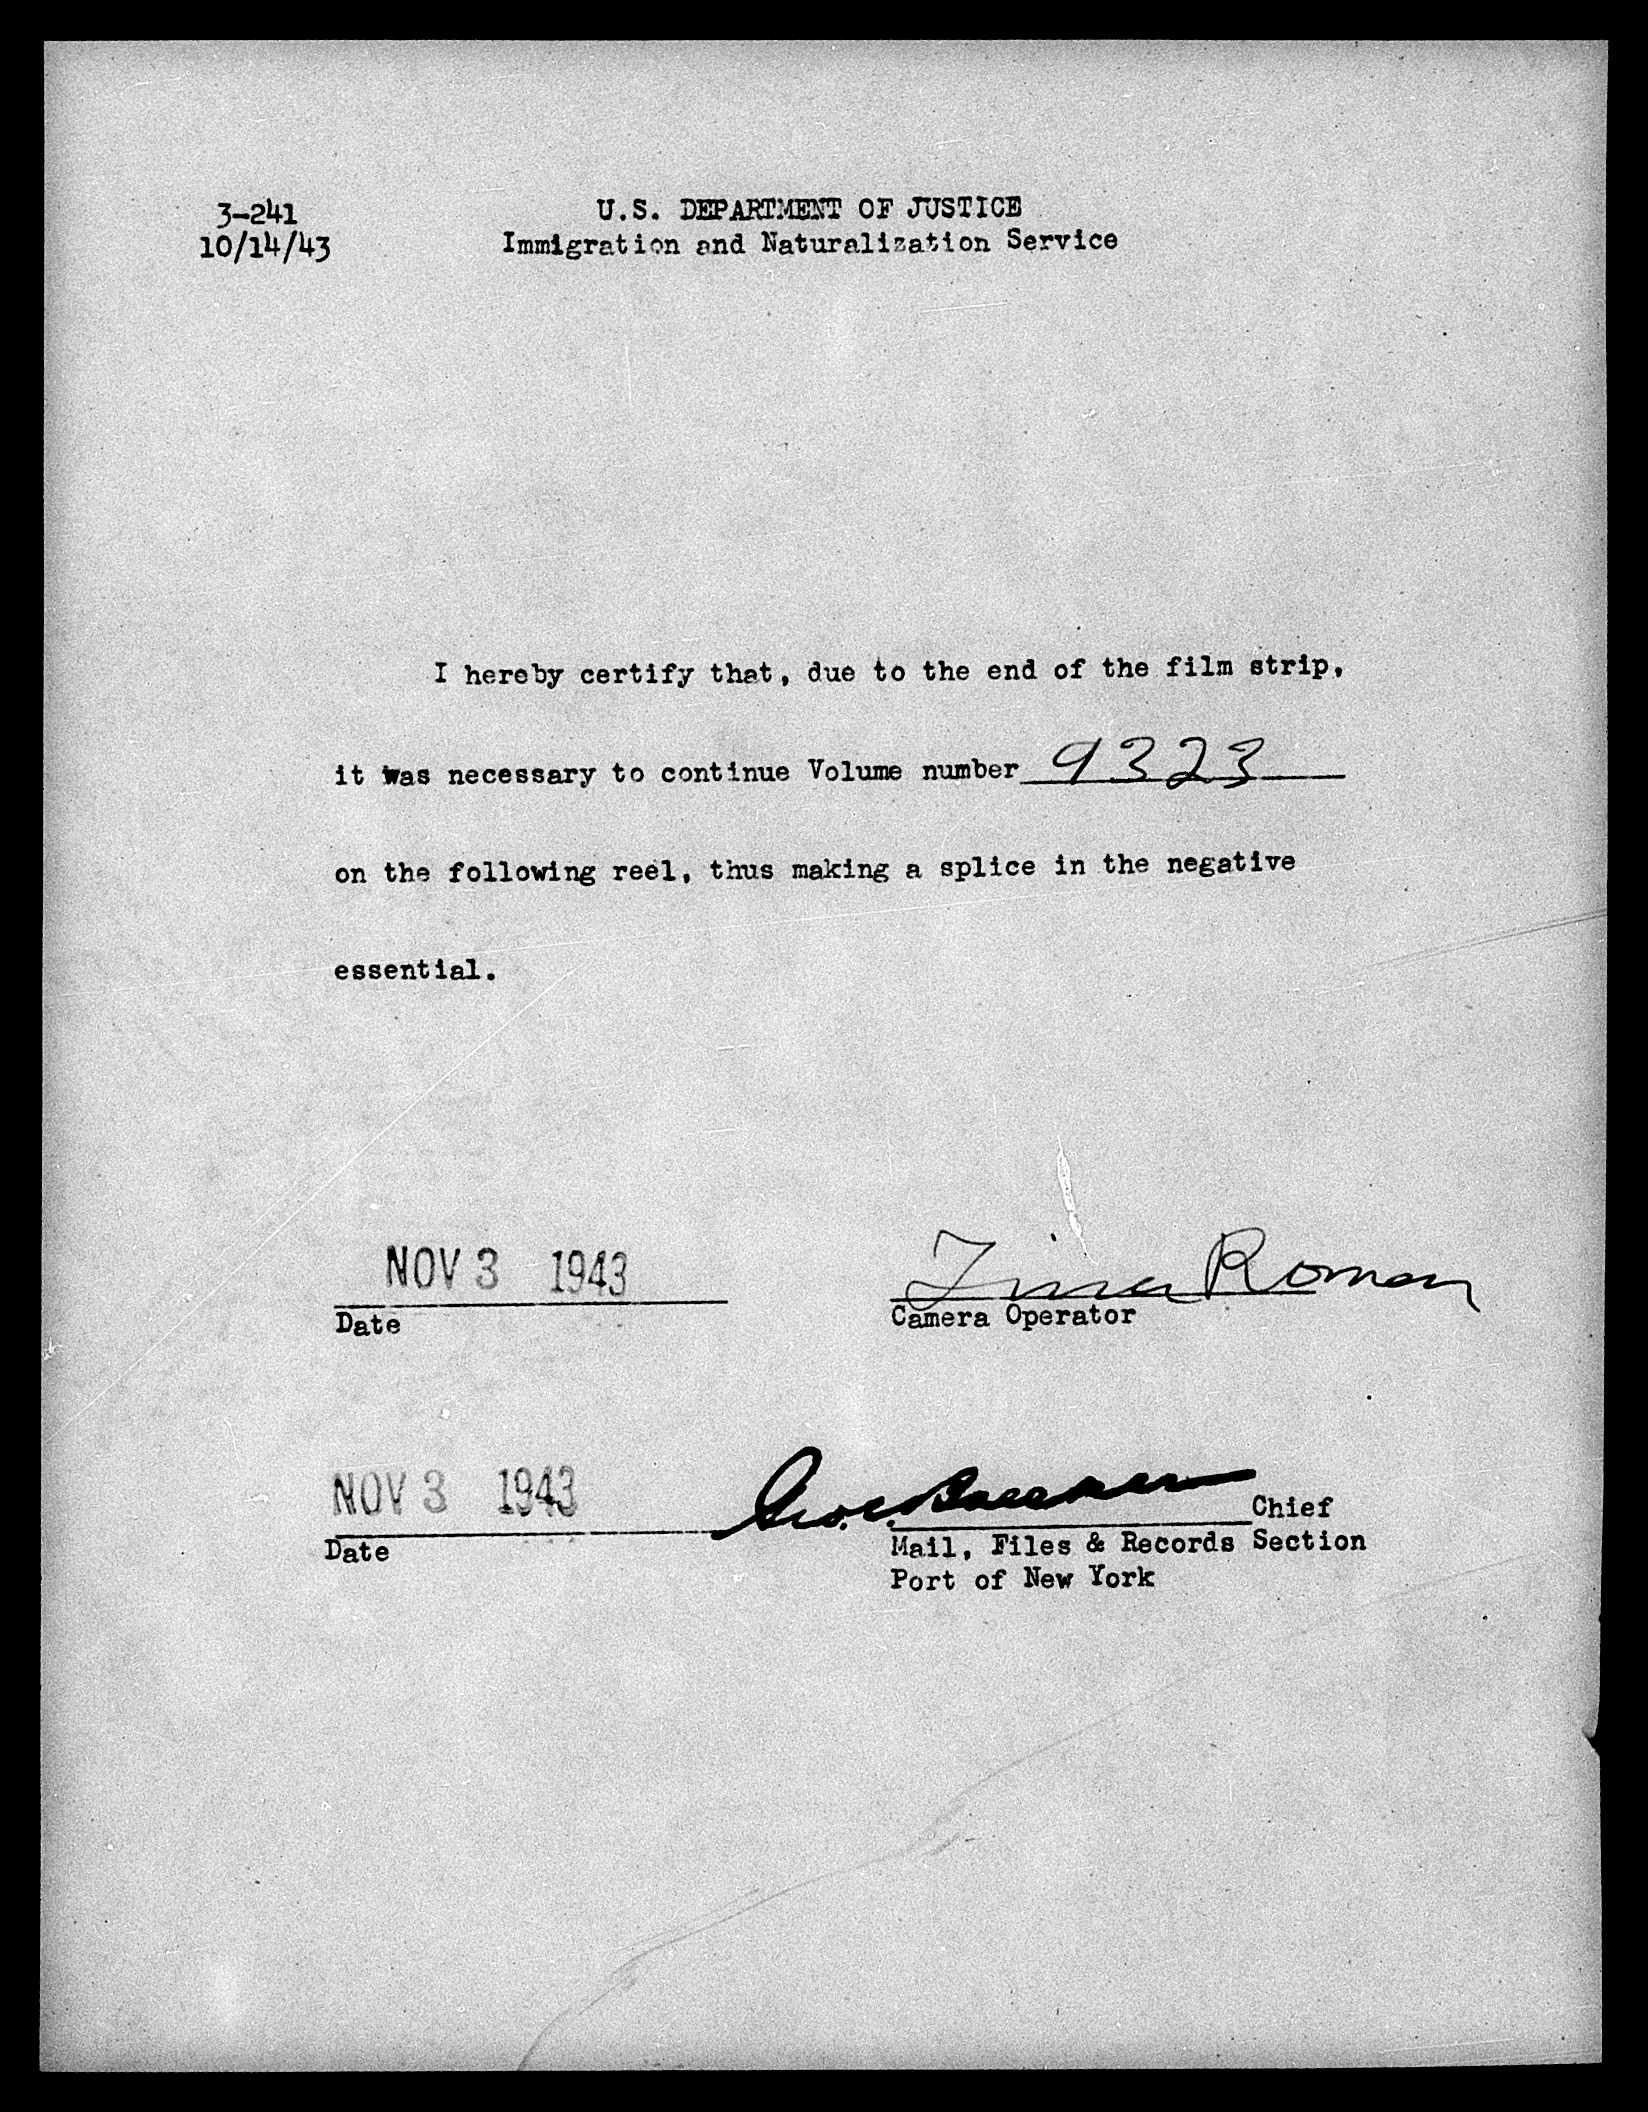 3-241
10/14/43
U.S. DEPARTMENT OF JUSTICE
Immigration and Naturalization Service
I hereby certify that, due to the end of the film strip,
it was necessary to continue Volume number 9323
on the following reel, thus making a splice in the negative
essential.
NOV 3 1943
Date
Tina Roman
Camera Operator
NOV 3 1943
Date
Geo. C.
Chief
Mail, Files & Records Section
Port of New York